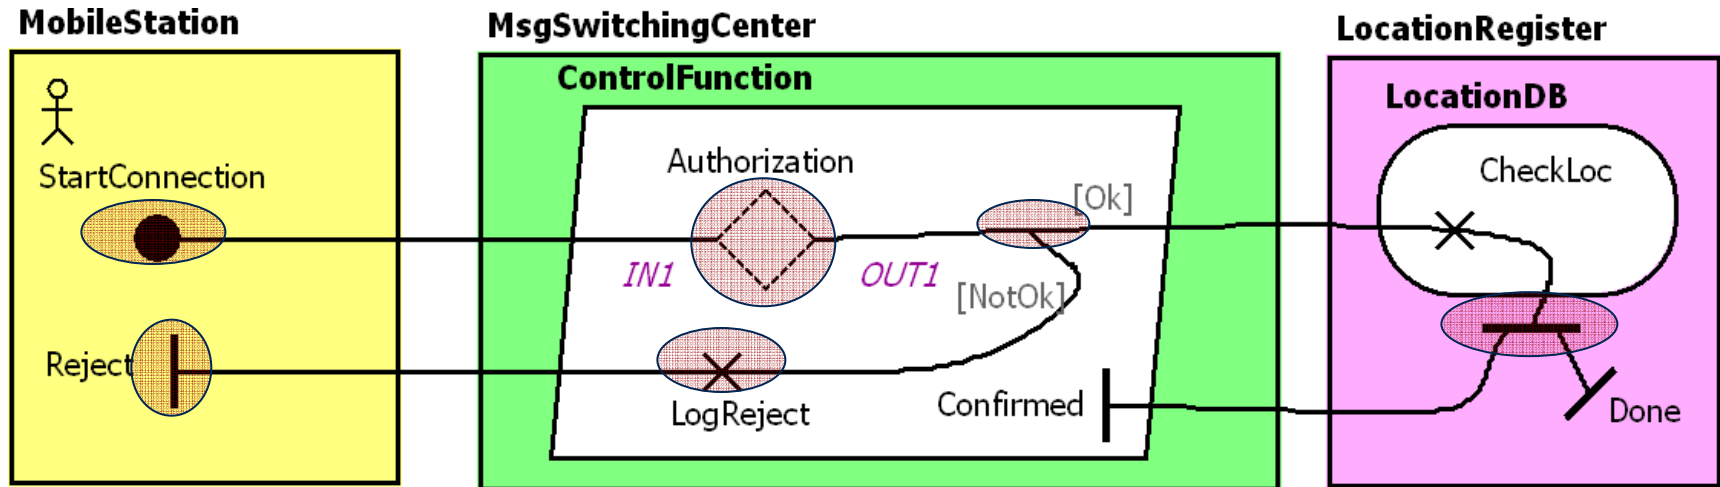 MobileStation
StartConnection
Reject
MsgSwitchingCenter
ControlFunction
Authorization
IN1
OUT1
[Ok]
[NotOk]
LogReject
Confirmed
LocationRegister
LocationDB
CheckLoc
Done